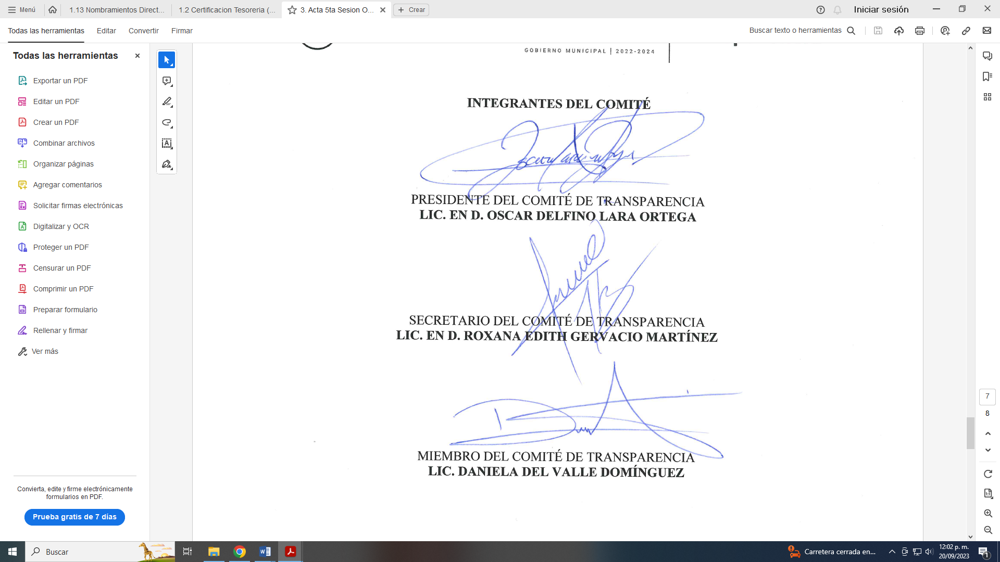 Menú
1.13 Nombramientos Direct...
1.2 Certificacion Tesoreria (...
3. Acta 5ta Sesion O...
Crear
Iniciar sesión
Todas las herramientas
Editar
Convertir
Firmar
Buscar texto o herramientas
Todas las herramientas
Exportar un PDF
Editar un PDF
Crear un PDF
Combinar archivos
Organizar páginas
Agregar comentarios
Solicitar firmas electrónicas
Digitalizar y OCR
Proteger un PDF
Censurar un PDF
Comprimir un PDF
Preparar formulario
Rellenar y firmar
Ver más
Convierta, edite y firme electrónicamente
formularios en PDF.
Prueba gratis de 7 días
GOBIERNO MUNICIPAL | 2022-2024
INTEGRANTES DEL COMITÉ
PRESIDENTE DEL COMITÉ DE TRANSPARENCIA
LIC. EN D. OSCAR DELFINO LARA ORTEGA
SECRETARIO DEL COMITÉ DE TRANSPARENCIA
LIC. EN D. ROXANA EDITH GERVACIO MARTÍNEZ
MIEMBRO DEL COMITÉ DE TRANSPARENCIA
LIC. DANIELA DEL VALLE DOMÍNGUEZ
7
8
Buscar
Carretera cerrada en...
12:02 p. m.
20/09/2023
1